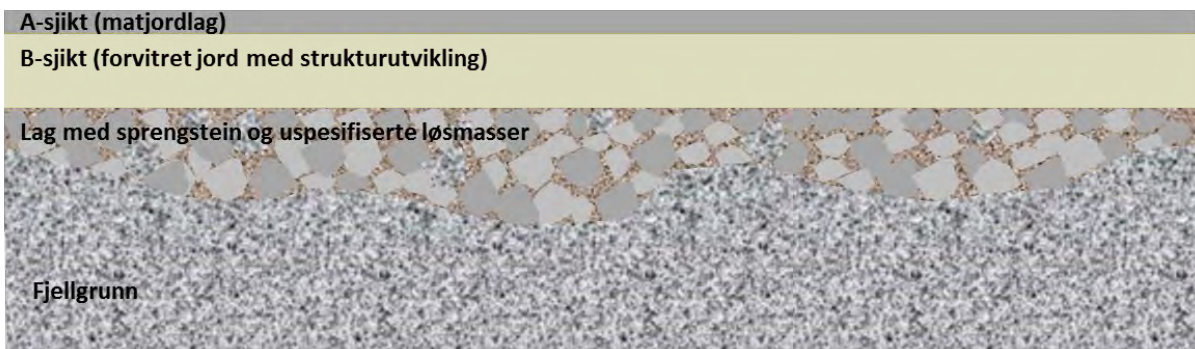 A-sjikt (matjordlag)
B-sjikt (forvitret jord med strukturutvikling)
Lag med sprengstein og uspesifiserte løsmasser
Fjellgrunn